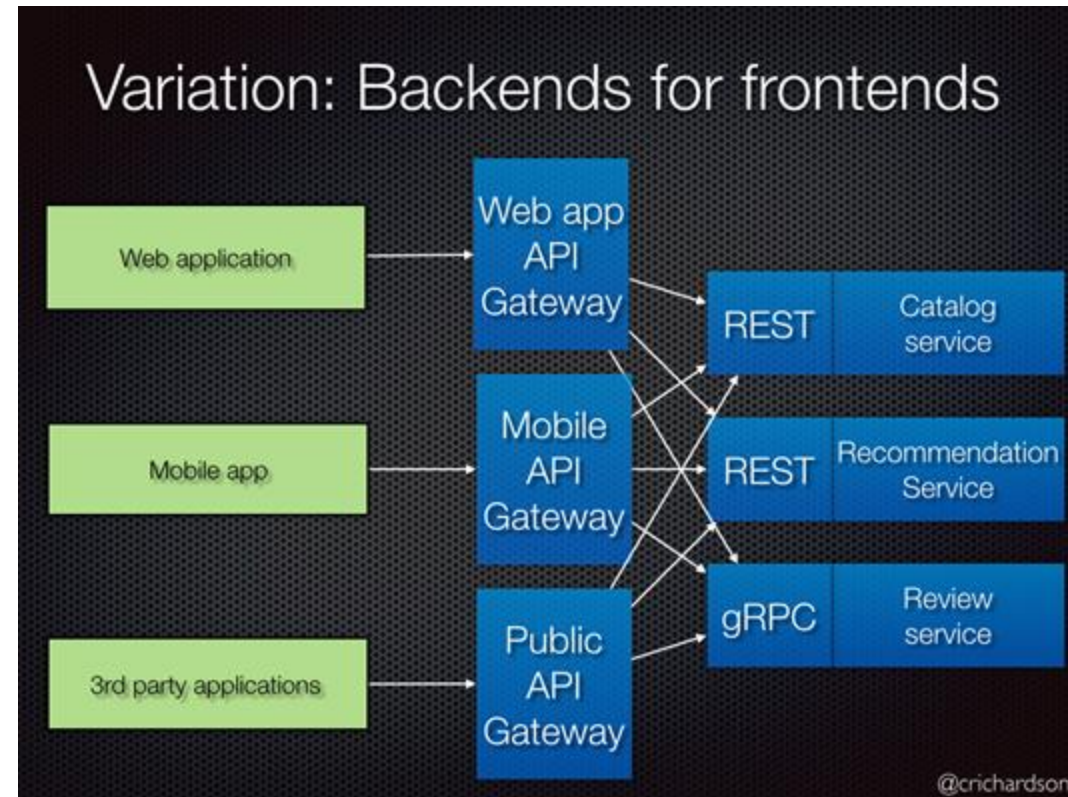 Variation: Backends for frontends
Web application
Mobile app
3rd party applications
Web app
API
Gateway
Mobile
API
Gateway
Public
API
Gateway
REST
Catalog
service
REST
Recommendation
Service
gRPC
Review
service
@crichardson